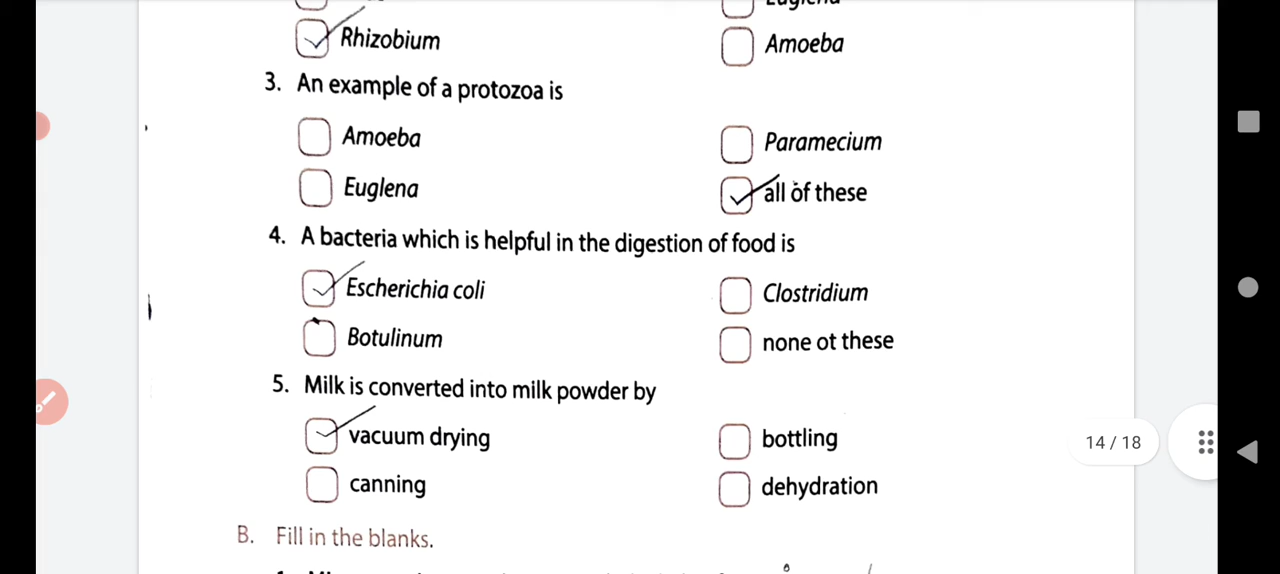 Rhizobium
Amoeba
3. An example of a protozoa is
Amoeba
Paramecium
Euglena
all of these
4. A bacteria which is helpful in the digestion of food is
Escherichia coli
Clostridium
Botulinum
none ot these
5. Milk is converted into milk powder by
vacuum drying
bottling
14 / 18
canning
dehydration
B. Fill in the blanks.